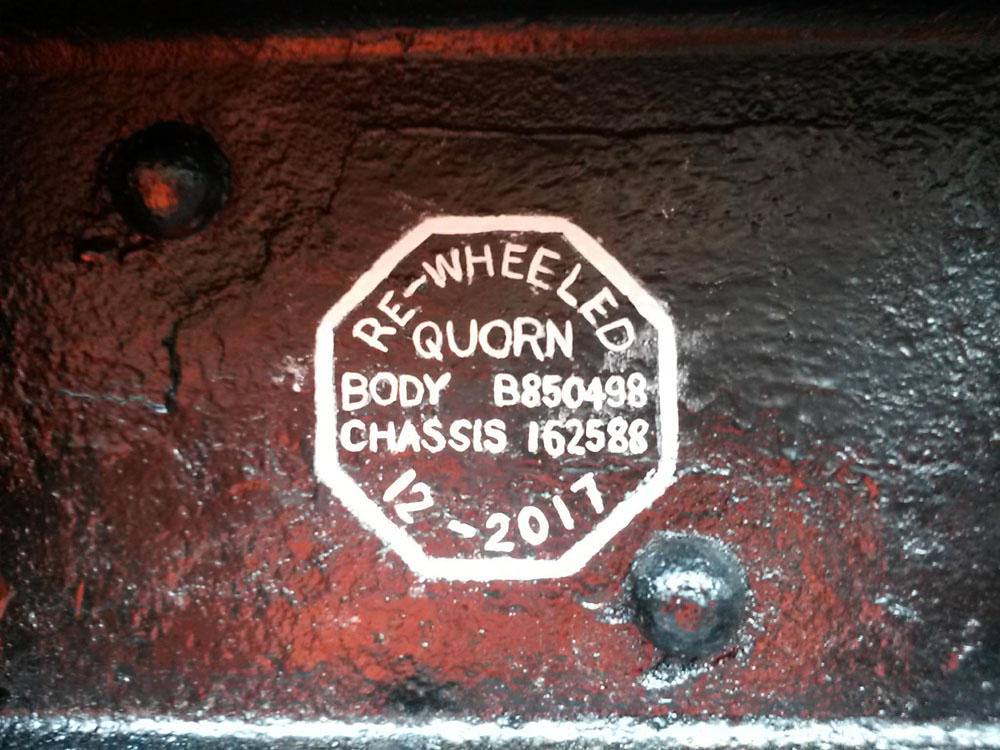 RE-WHEELED
QUORN
BODY B850498
CHASSIS 162588
12-2017